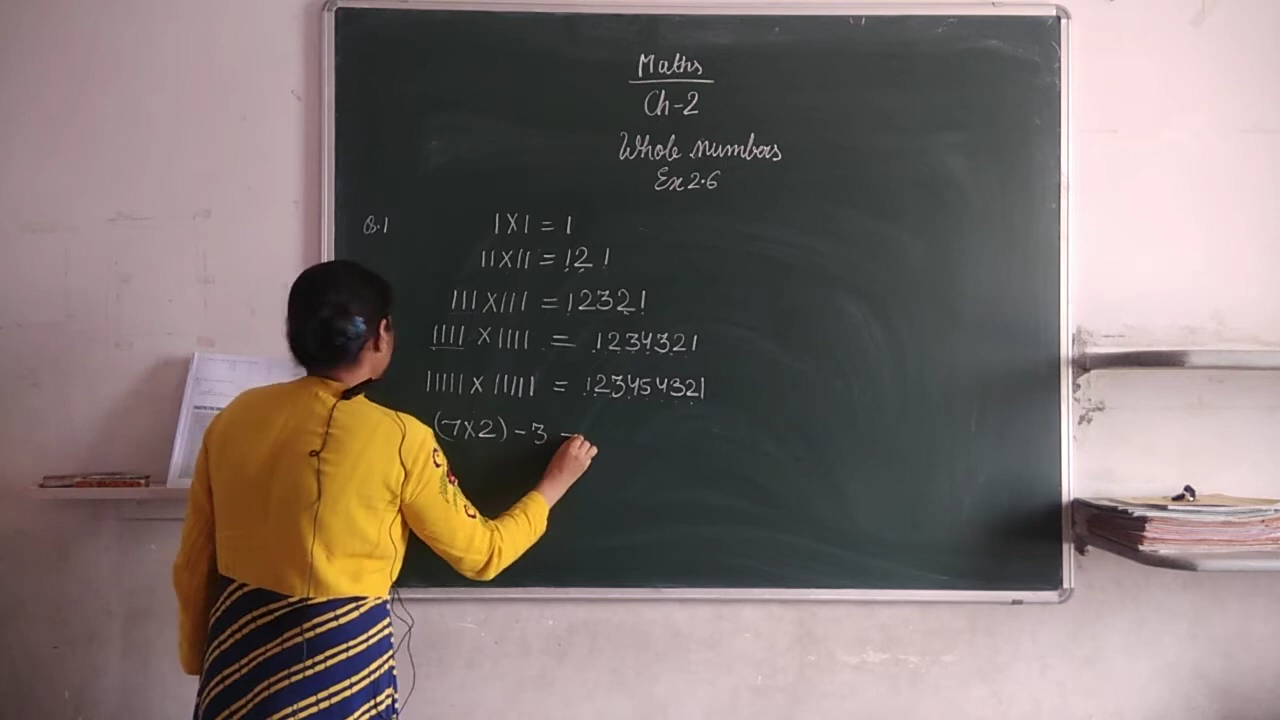 Maths
Ch-2
Whole numbers
Ex 2.6
Q.1 1X1 = 1
11X11 = 121
111X111 = 12321
1111 X1111 = 1234321
11111 X 11111 = 123454321
(7X2) - 3 -